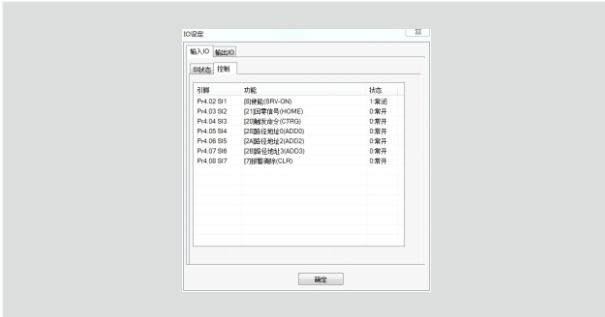 IO设定
输入IO 输出IO
SI状态 控制
引脚 功能 状态
Pr4.02 SI1 [0]使能(SRV-ON) 1:常闭
Pr4.03 SI2 [21]回零信号(HOME) 0:常开
Pr4.04 SI3 [20]触发命令(CTRG) 0:常开
Pr4.05 SI4 [28]路径地址0(ADD0) 0:常开
Pr4.06 SI5 [2A]路径地址2(ADD2) 0:常开
Pr4.07 SI6 [2B]路径地址3(ADD3) 0:常开
Pr4.08 SI7 [7]报警清除(CLR) 0:常开
确定